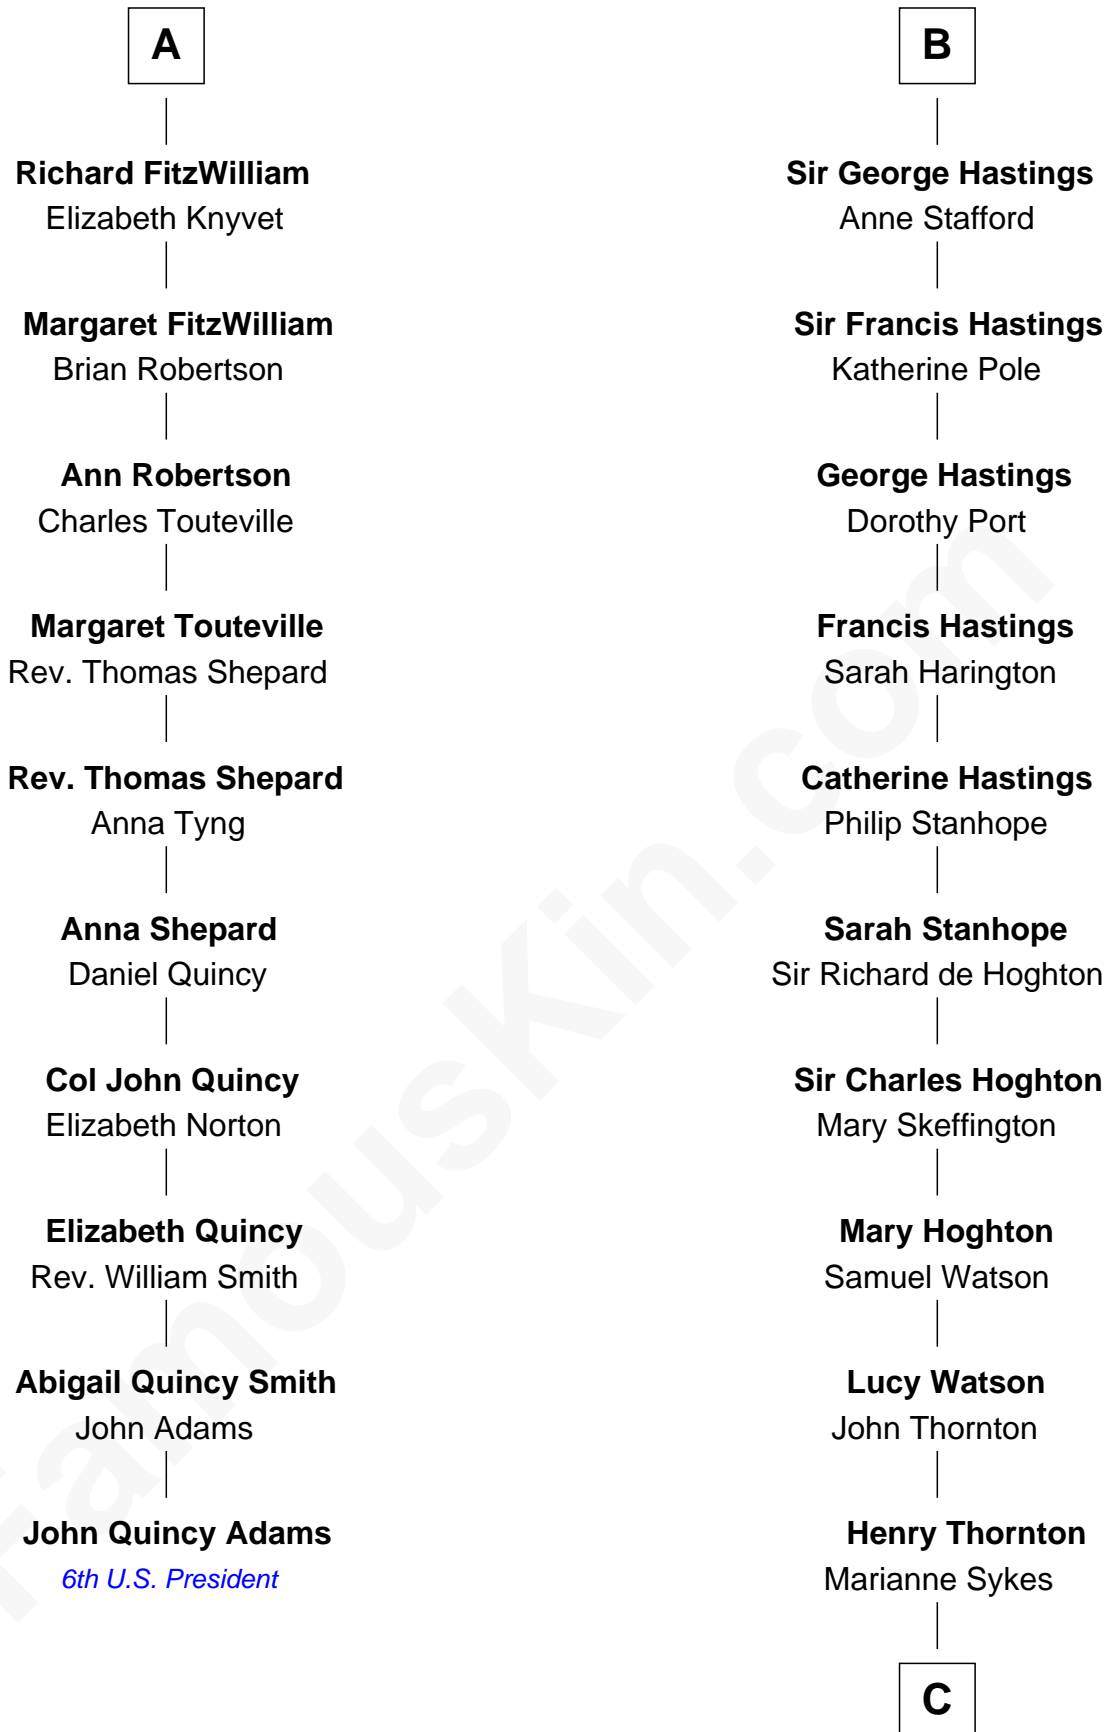 A
Richard FitzWilliam
Elizabeth Knyvet
Margaret FitzWilliam
Brian Robertson
Ann Robertson
Charles Touteville
Margaret Touteville
Rev. Thomas Shepard
Rev. Thomas Shepard
Anna Tyng
Anna Shepard
Daniel Quincy
Col John Quincy
Elizabeth Norton
Elizabeth Quincy
Rev. William Smith
Abigail Quincy Smith
John Adams
John Quincy Adams
6th U.S. President
B
Sir George Hastings
Anne Stafford
Sir Francis Hastings
Katherine Pole
George Hastings
Dorothy Port
Francis Hastings
Sarah Harington
Catherine Hastings
Philip Stanhope
Sarah Stanhope
Sir Richard de Hoghton
Sir Charles Hoghton
Mary Skeffington
Mary Hoghton
Samuel Watson
Lucy Watson
John Thornton
Henry Thornton
Marianne Sykes
C
FamousKin.com